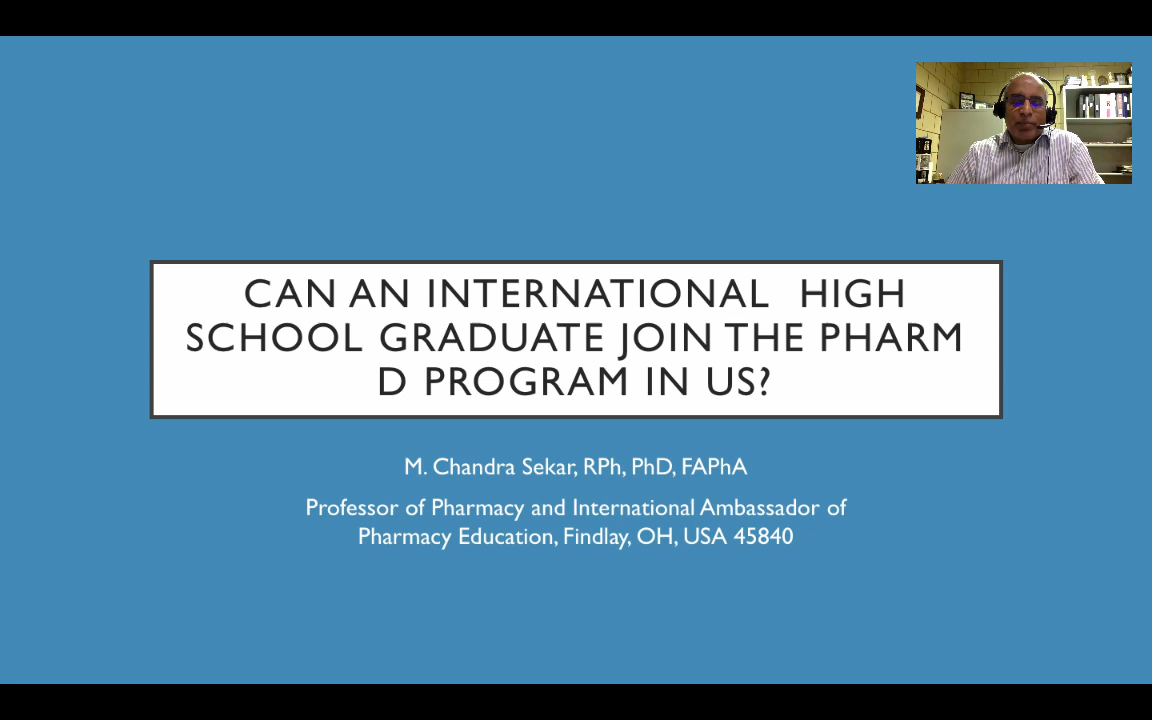 CAN AN INTERNATIONAL HIGH
SCHOOL GRADUATE JOIN THE PHARM
D PROGRAM IN US?
M. Chandra Sekar, RPh, PhD, FAPhA
Professor of Pharmacy and International Ambassador of
Pharmacy Education, Findlay, OH, USA 45840